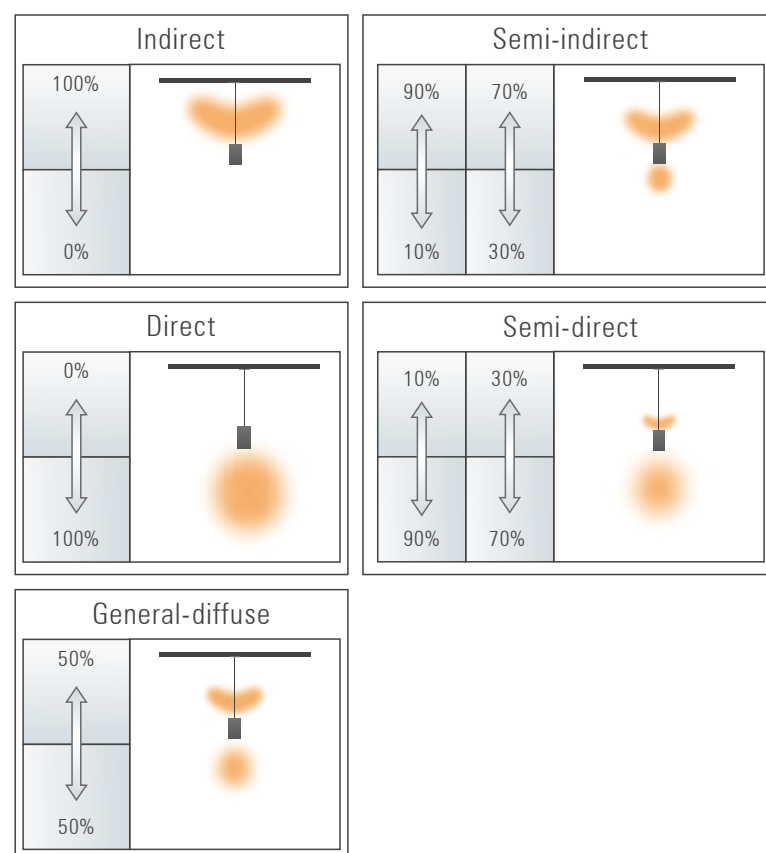 Indirect
100%
0%
Semi-indirect
90% 70%
10% 30%
Direct
0%
100%
Semi-direct
10% 30%
90% 70%
General-diffuse
50%
50%